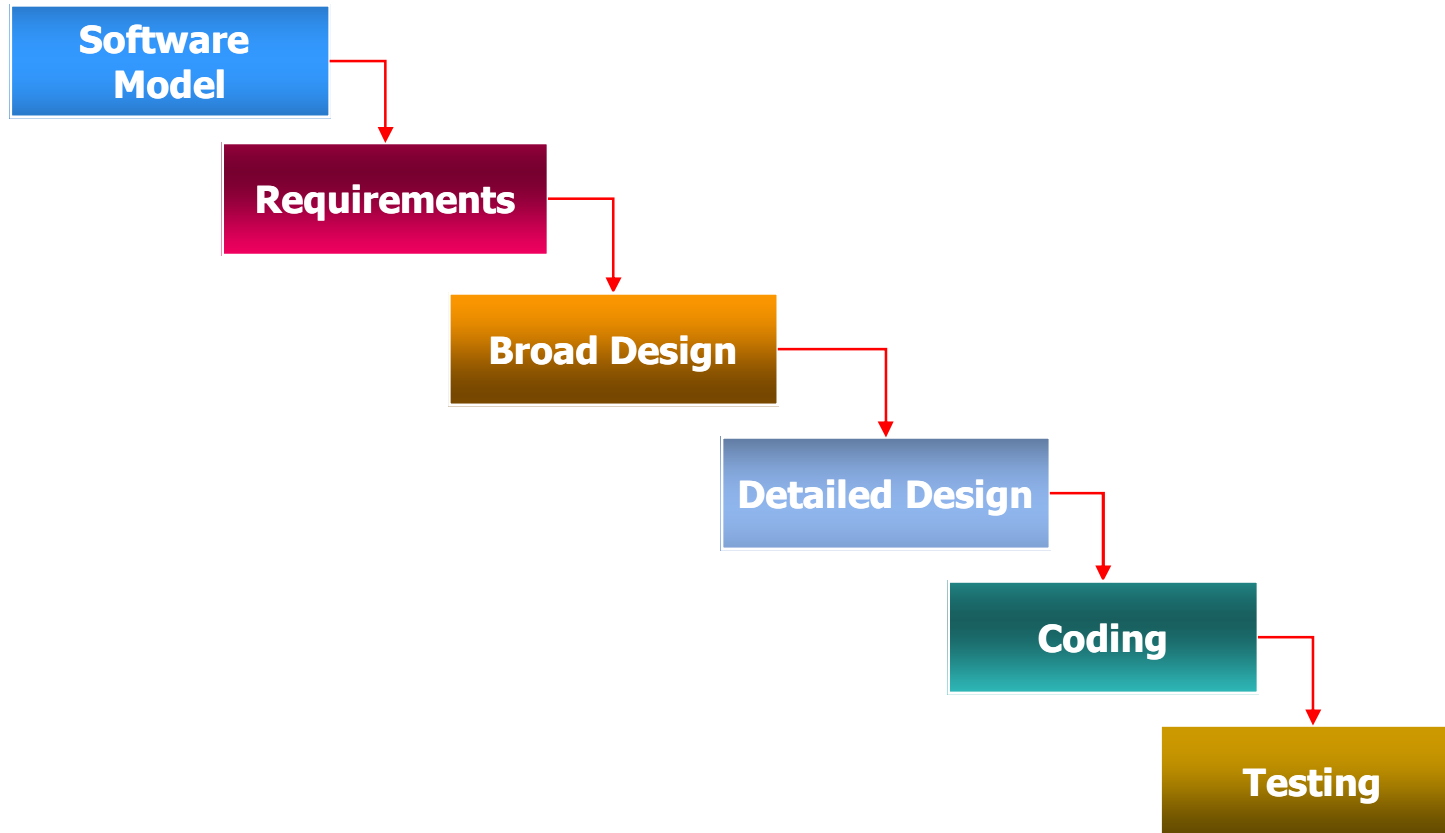 Software
Model
Requirements
Broad Design
Detailed Design
Coding
Testing